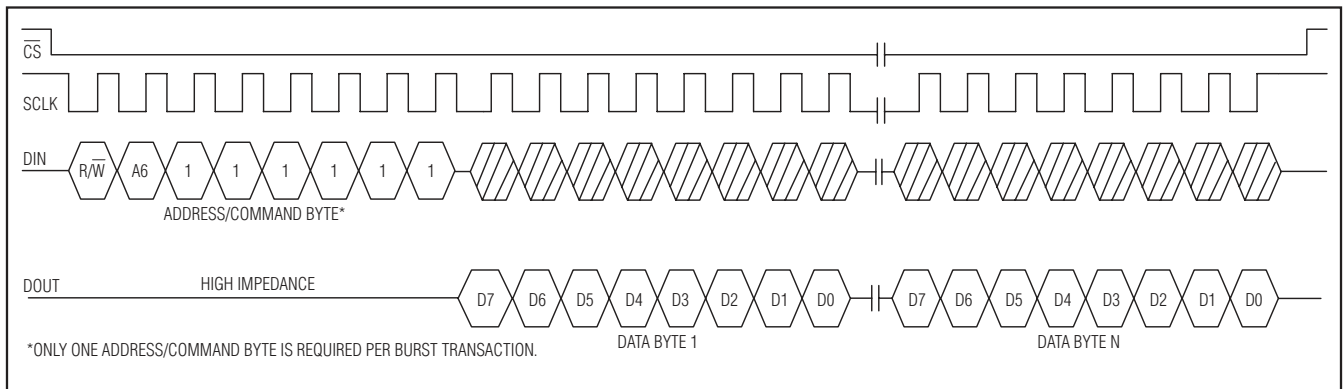 CS
SCLK
DIN R/W A6 1 1 1 1 1 1
ADDRESS/COMMAND BYTE*
DOUT HIGH IMPEDANCE D7 D6 D5 D4 D3 D2 D1 D0 D7 D6 D5 D4 D3 D2 D1 D0
DATA BYTE 1 DATA BYTE N
*ONLY ONE ADDRESS/COMMAND BYTE IS REQUIRED PER BURST TRANSACTION.